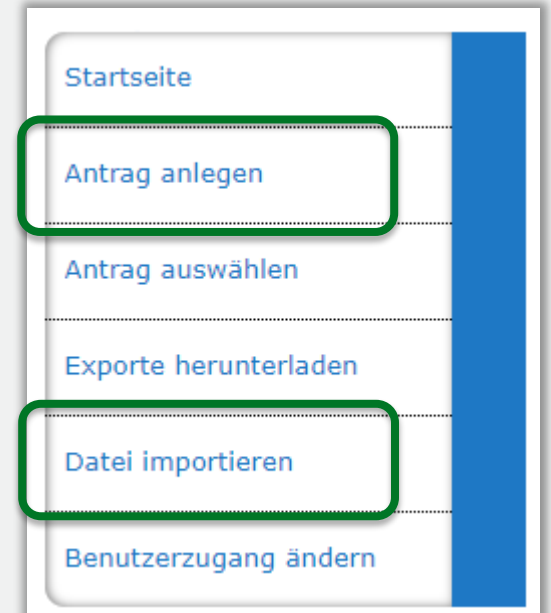 Startseite
Antrag anlegen
Antrag auswählen
Exporte herunterladen
Datei importieren
Benutzerzugang ändern